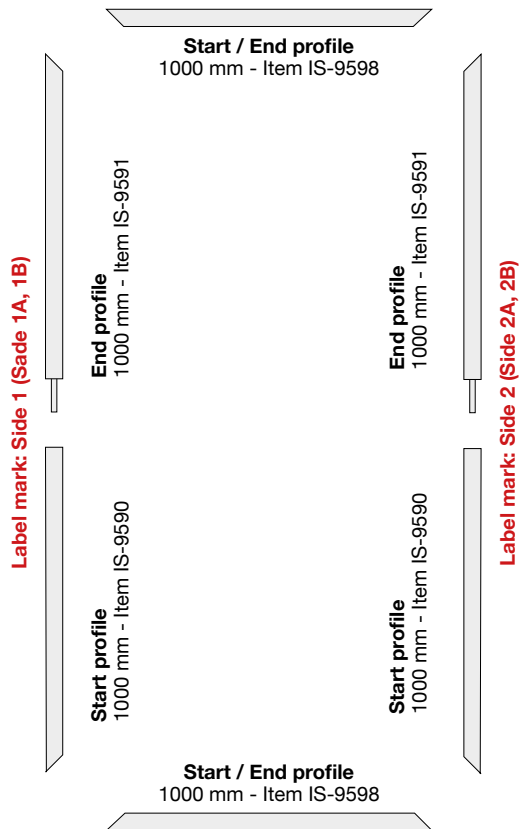 Start / End profile
1000 mm - Item IS-9598
Label mark: Side 1 (Sade 1A, 1B)
End profile
1000 mm - Item IS-9591
End profile
1000 mm - Item IS-9591
Label mark: Side 2 (Side 2A, 2B)
Start profile
1000 mm - Item IS-9590
Start profile
1000 mm - Item IS-9590
Start / End profile
1000 mm - Item IS-9598